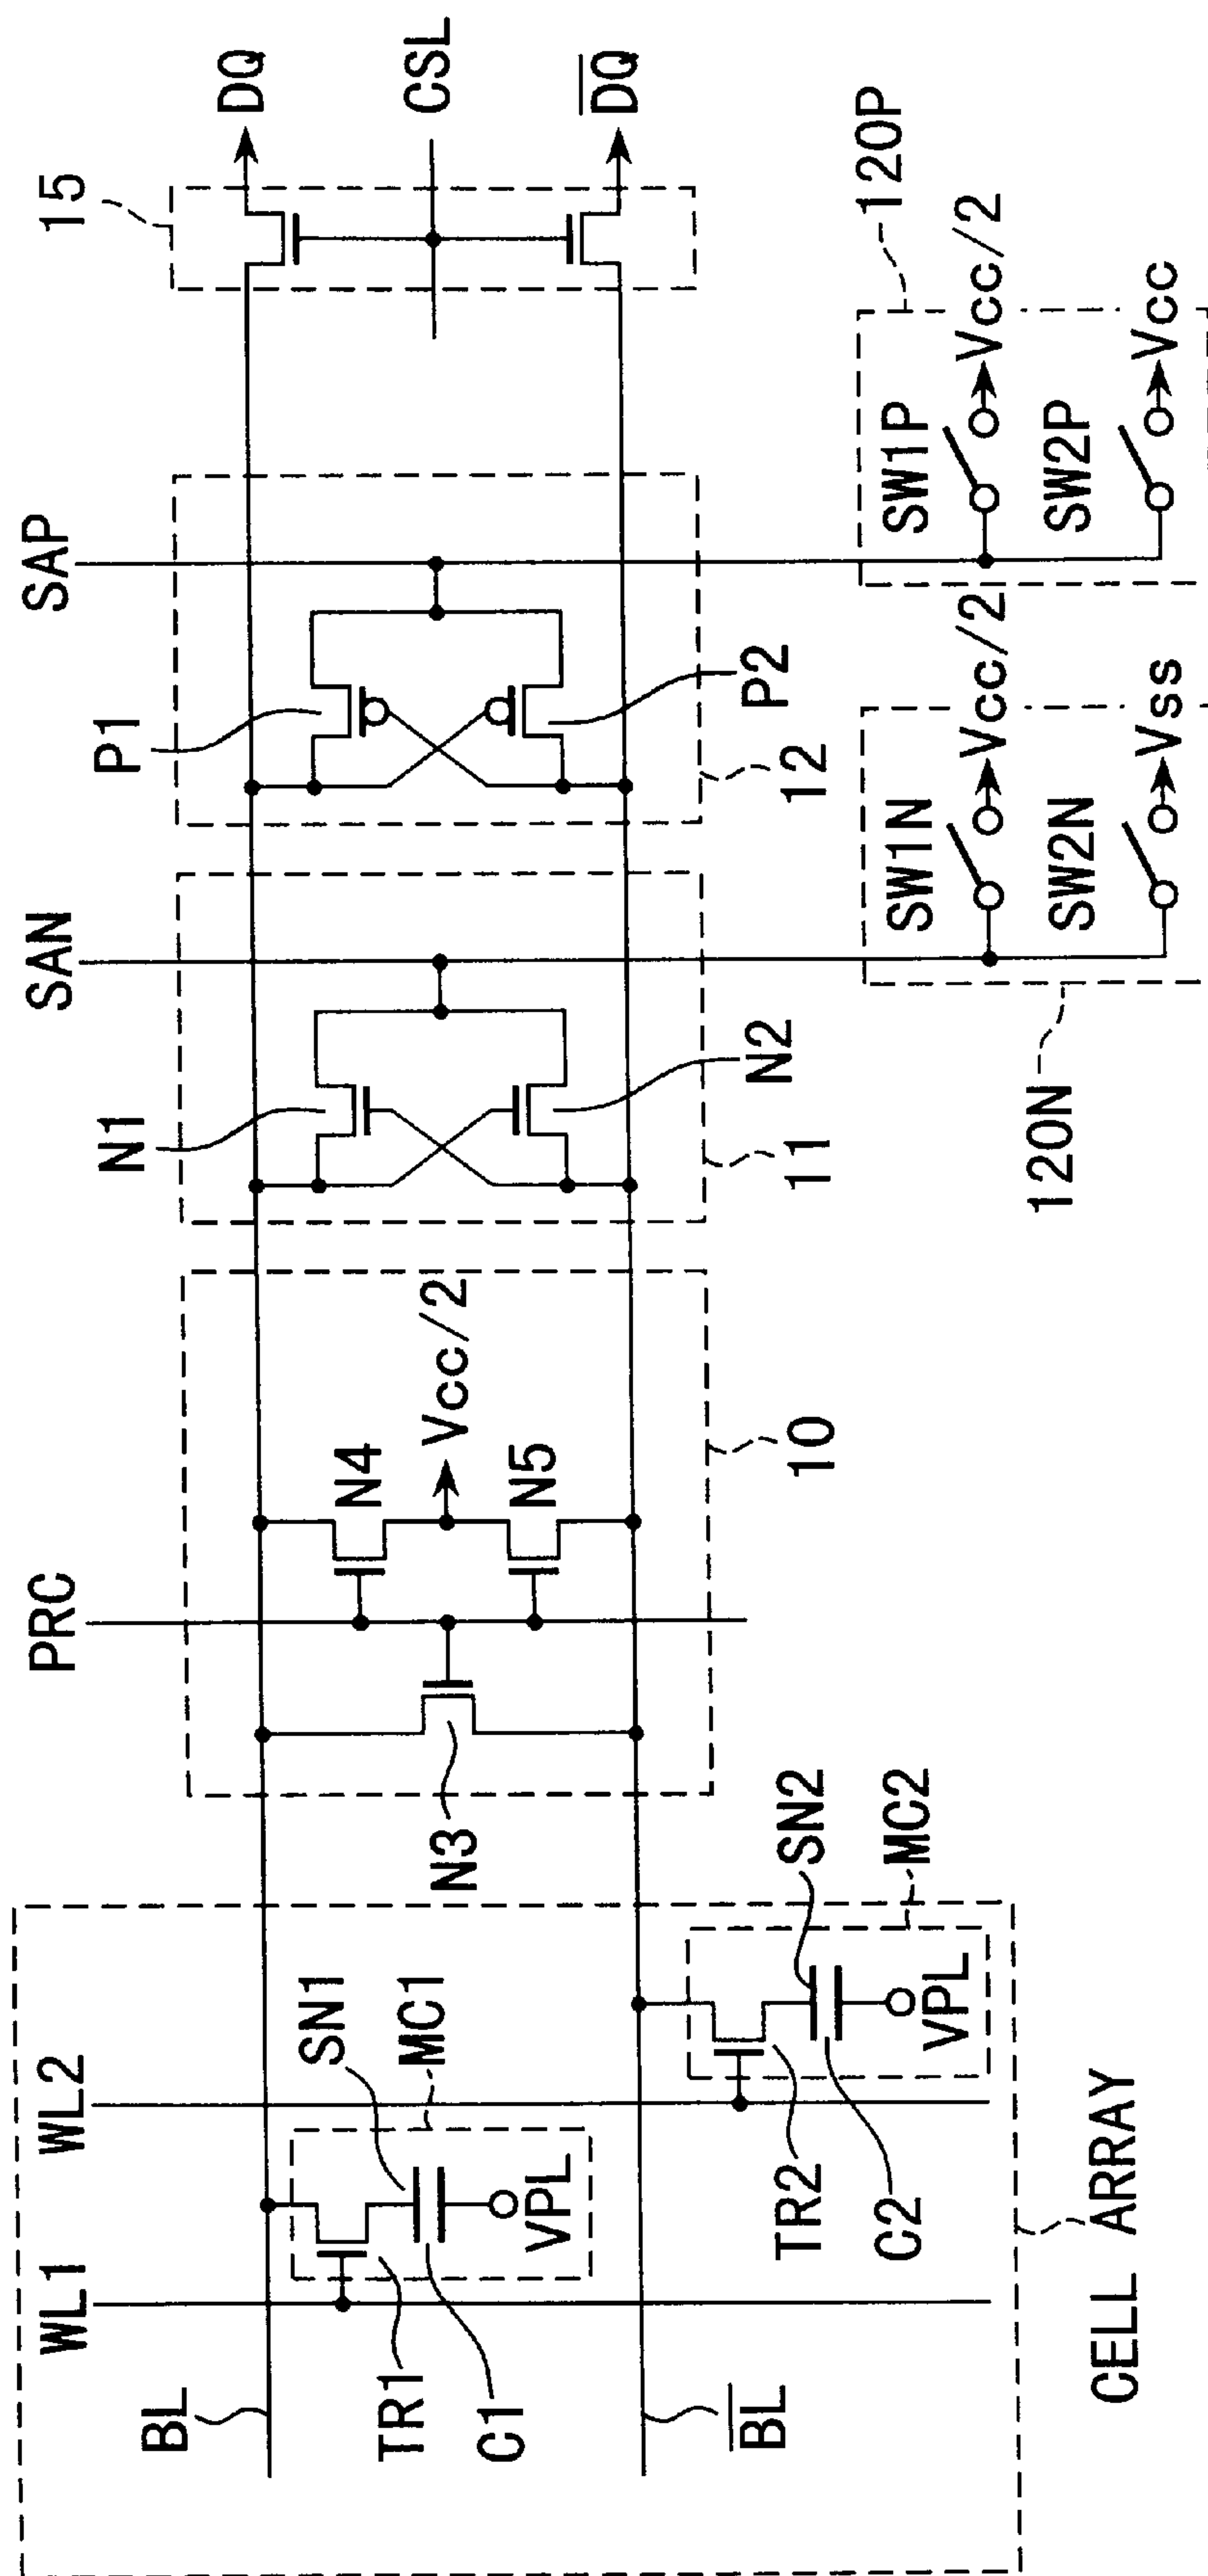 WL1
WL2
PRC
SAN
SAP
15
BL
SN1
MC1
VPL
TR1
C1
N3
N4
Vcc/2
N5
10
N1
N2
11
P1
P2
12
DQ
CSL
DQ
BL
SN2
MC2
VPL
TR2
C2
CELL ARRAY
120N
SW1N
Vcc/2
SW2N
Vss
120P
SW1P
Vcc/2
SW2P
Vcc